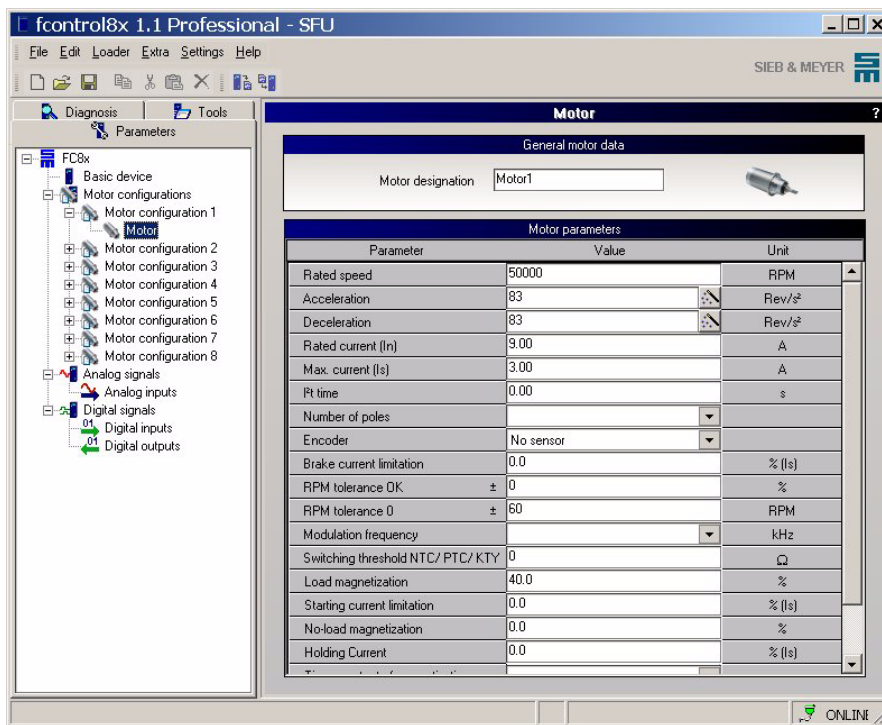 fcontrol8x 1.1 Professional - SFU
File Edit Loader Extra Settings Help
SIEB & MEYER
Diagnosis Tools
Parameters
FC8x
Basic device
Motor configurations
Motor configuration 1
Motor
Motor configuration 2
Motor configuration 3
Motor configuration 4
Motor configuration 5
Motor configuration 6
Motor configuration 7
Motor configuration 8
Analog signals
Analog inputs
Digital signals
Digital inputs
Digital outputs
Motor ?
General motor data
Motor designation Motor1
Motor parameters
Parameter Value Unit
Rated speed 50000 RPM
Acceleration 83 Rev/s²
Deceleration 83 Rev/s²
Rated current (In) 9.00 A
Max. current (Is) 3.00 A
I²t time 0.00 s
Number of poles
Encoder No sensor
Brake current limitation 0.0 % (Is)
RPM tolerance OK ± 0 %
RPM tolerance 0 ± 60 RPM
Modulation frequency kHz
Switching threshold NTC/ PTC/ KTY 0 Ω
Load magnetization 40.0 %
Starting current limitation 0.0 % (Is)
No-load magnetization 0.0 %
Holding Current 0.0 % (Is)
ONLINE